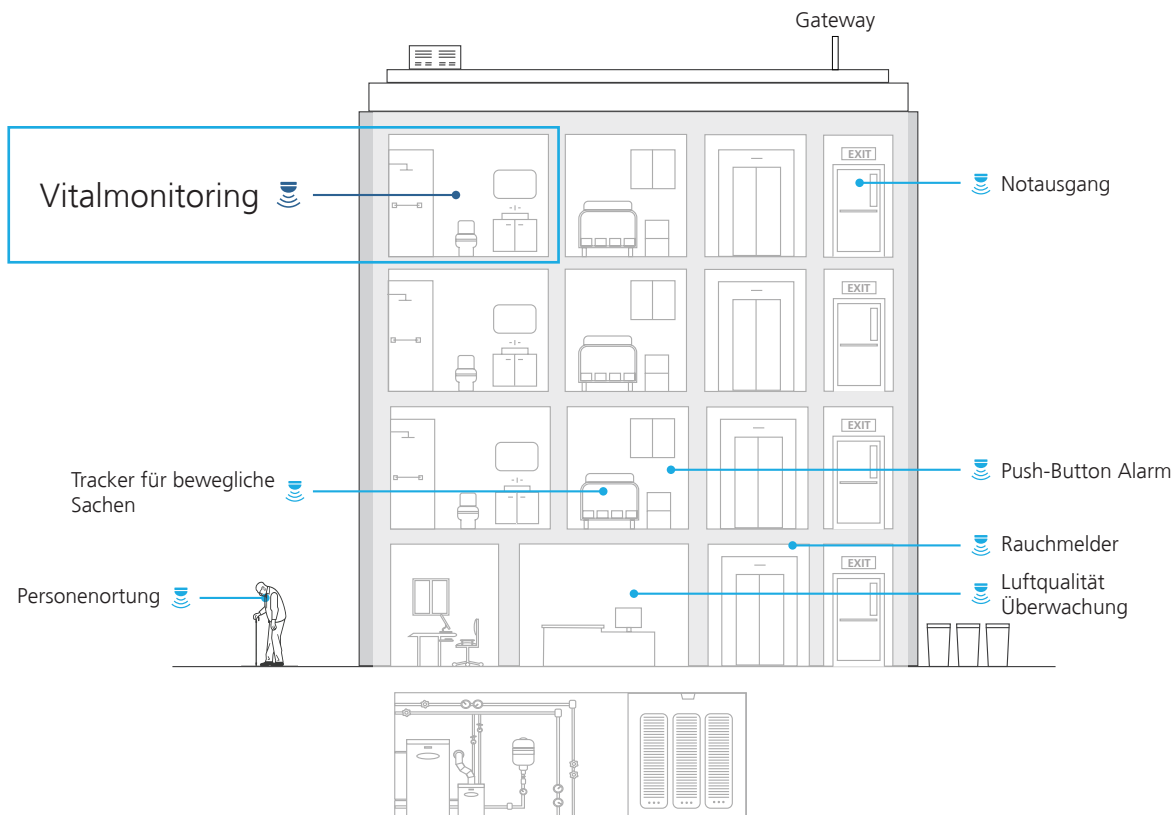 Gateway
EXIT
Vitalmonitoring
Notausgang
EXIT
EXIT
Tracker für bewegliche
Sachen
Push-Button Alarm
Rauchmelder
EXIT
Luftqualität
Überwachung
Personenortung